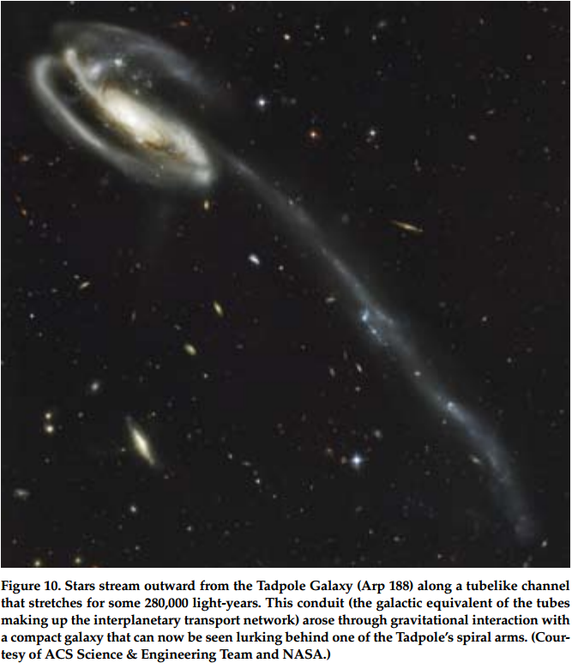 Figure 10. Stars stream outward from the Tadpole Galaxy (Arp 188) along a tubelike channel
that stretches for some 280,000 light-years. This conduit (the galactic equivalent of the tubes
making up the interplanetary transport network) arose through gravitational interaction with
a compact galaxy that can now be seen lurking behind one of the Tadpole's spiral arms. (Cour-
tesy of ACS Science & Engineering Team and NASA.)